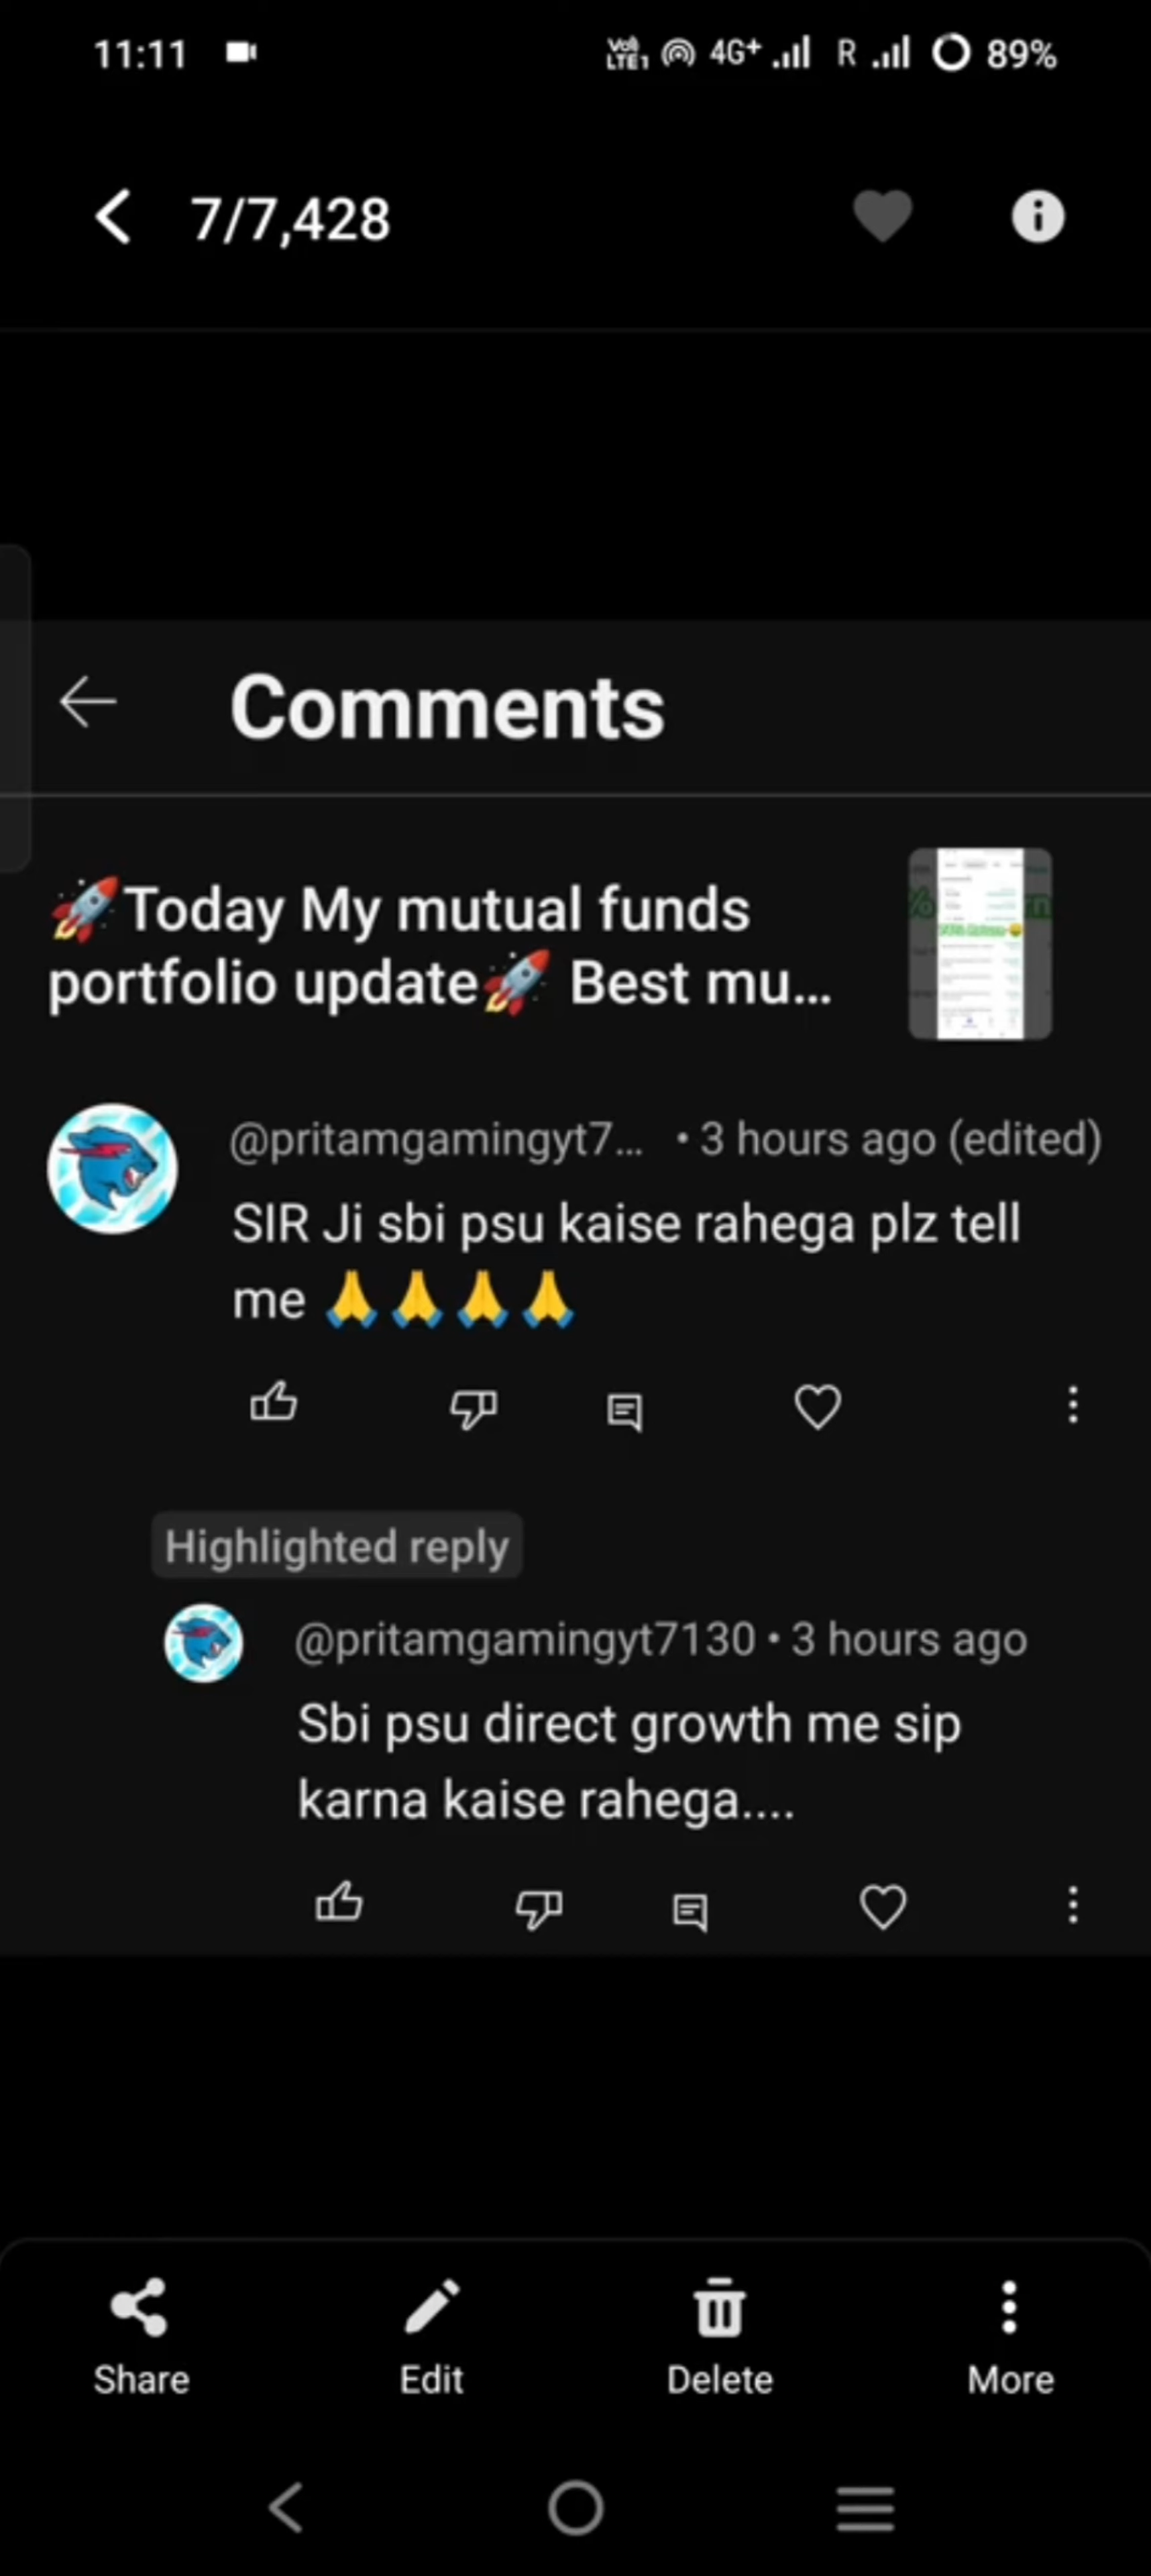 11:11 Vo) LTE1 4G+ R 89%
7/7,428
Comments
🚀Today My mutual funds
portfolio update🚀 Best mu...
@pritamgamingyt7... • 3 hours ago (edited)
SIR Ji sbi psu kaise rahega plz tell
me 🙏🙏🙏🙏
Highlighted reply
@pritamgamingyt7130 • 3 hours ago
Sbi psu direct growth me sip
karna kaise rahega....
Share Edit Delete More